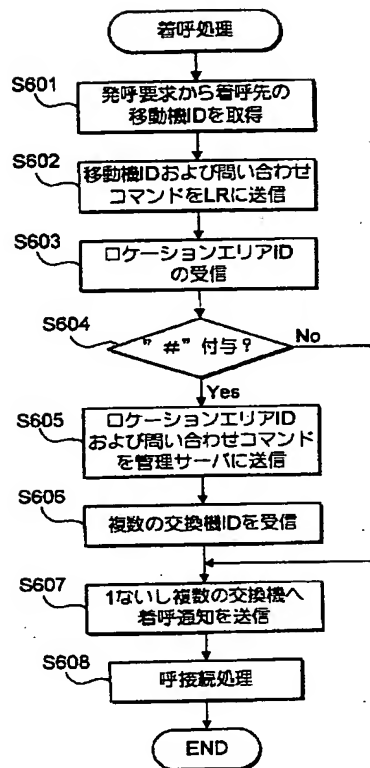 着呼処理
S601
発呼要求から着呼先の
移動機IDを取得
S602
移動機IDおよび問い合わせ
コマンドをLRに送信
S603
ロケーションエリアID
の受信
S604
”＃”付与？
No
Yes
S605
ロケーションエリアID
および問い合わせコマンド
を管理サーバに送信
S606
複数の交換機IDを受信
S607
1ないし複数の交換機へ
着呼通知を送信
S608
呼接続処理
END